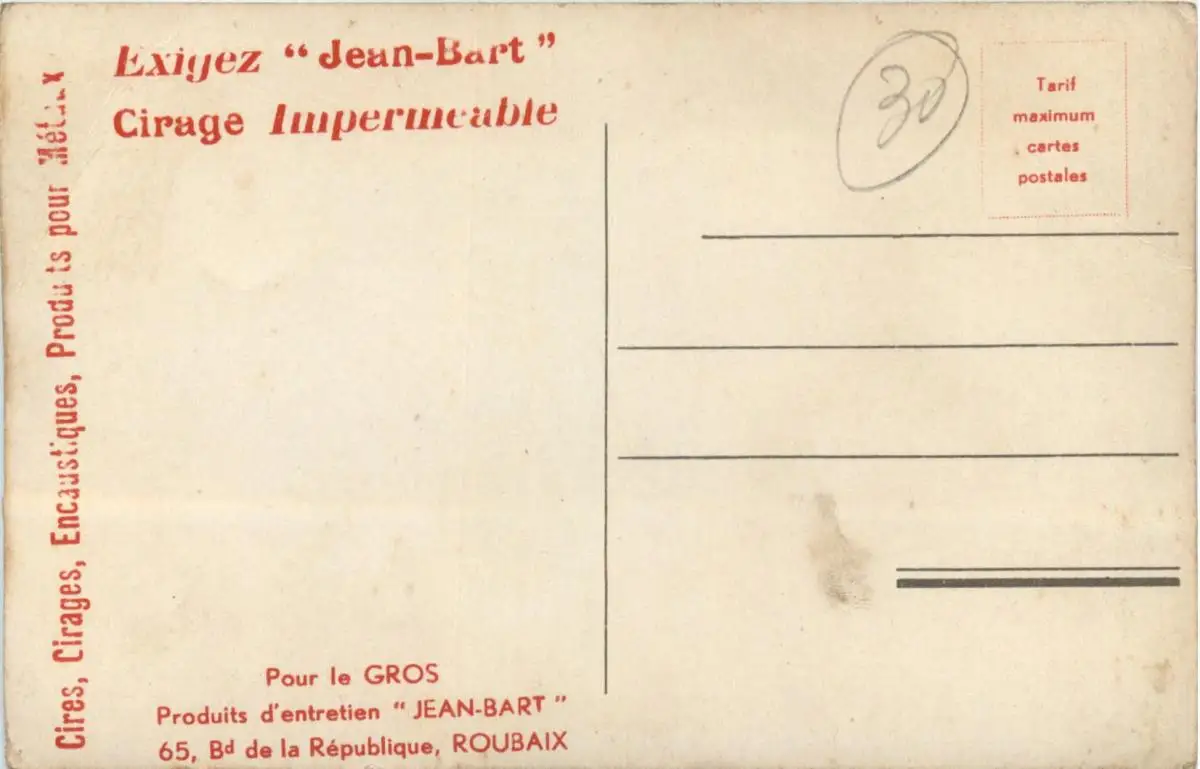 Exigez “ Jean-Bart ”
Cirage Imperméable
Cires, Cirages, Encaustiques, Produits pour Métaux
30
Tarif
maximum
cartes
postales
Pour le GROS
Produits d'entretien “ JEAN-BART ”
65, Bd de la République, ROUBAIX